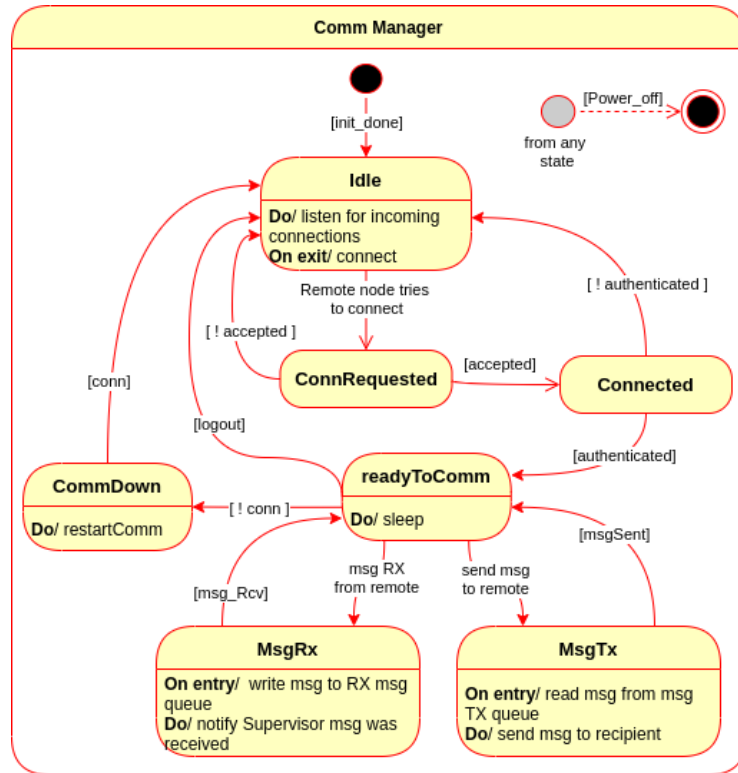 Comm Manager
[init_done]
[Power_off]
from any
state
Idle
Do/ listen for incoming
connections
On exit/ connect
Remote node tries
to connect
[ ! authenticated ]
[ ! accepted ]
ConnRequested
[accepted]
Connected
[conn]
[logout]
[authenticated]
CommDown
Do/ restartComm
[ ! conn ]
readyToComm
Do/ sleep
[msg_Rcv]
msg RX
from remote
send msg
to remote
[msgSent]
MsgRx
On entry/ write msg to RX msg
queue
Do/ notify Supervisor msg was
received
MsgTx
On entry/ read msg from msg
TX queue
Do/ send msg to recipient